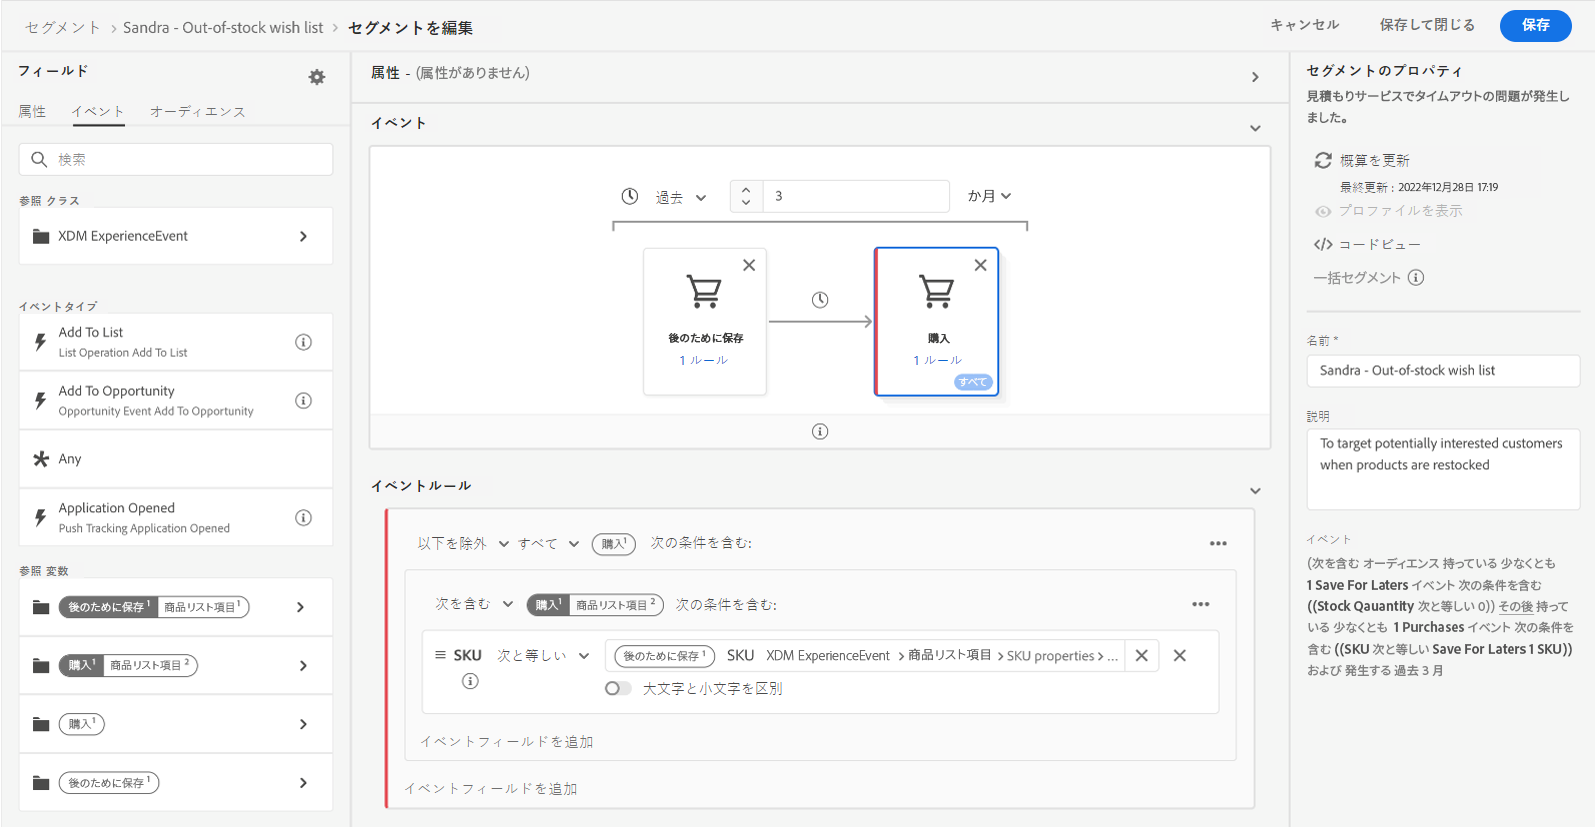 セグメント › Sandra - Out-of-stock wish list › セグメントを編集
キャンセル
保存して閉じる
保存
フィールド
属性
イベント
オーディエンス
検索
参照 クラス
XDM ExperienceEvent
イベントタイプ
Add To List
List Operation Add To List
Add To Opportunity
Opportunity Event Add To Opportunity
Any
Application Opened
Push Tracking Application Opened
参照 変数
後のために保存1 商品リスト項目1
購入1 商品リスト項目2
購入1
後のために保存1
属性 - (属性がありません)
イベント
過去
3
か月
後のために保存
1 ルール
購入
1 ルール
すべて
イベントルール
以下を除外 すべて 購入1 次の条件を含む:
次を含む 購入1 商品リスト項目2 次の条件を含む:
SKU 次と等しい 後のために保存1 SKU XDM ExperienceEvent › 商品リスト項目 › SKU properties › ...
大文字と小文字を区別
イベントフィールドを追加
イベントフィールドを追加
セグメントのプロパティ
見積もりサービスでタイムアウトの問題が発生し
ました。
概算を更新
最終更新 : 2022年12月28日 17:19
プロファイルを表示
</> コードビュー
一括セグメント
名前 *
Sandra - Out-of-stock wish list
説明
To target potentially interested customers
when products are restocked
イベント
(次を含む オーディエンス 持っている 少なくとも
1 Save For Laters イベント 次の条件を含む
((Stock Qauantity 次と等しい 0)) その後 持って
いる 少なくとも 1 Purchases イベント 次の条件を
含む ((SKU 次と等しい Save For Laters 1 SKU))
および 発生する 過去 3 月